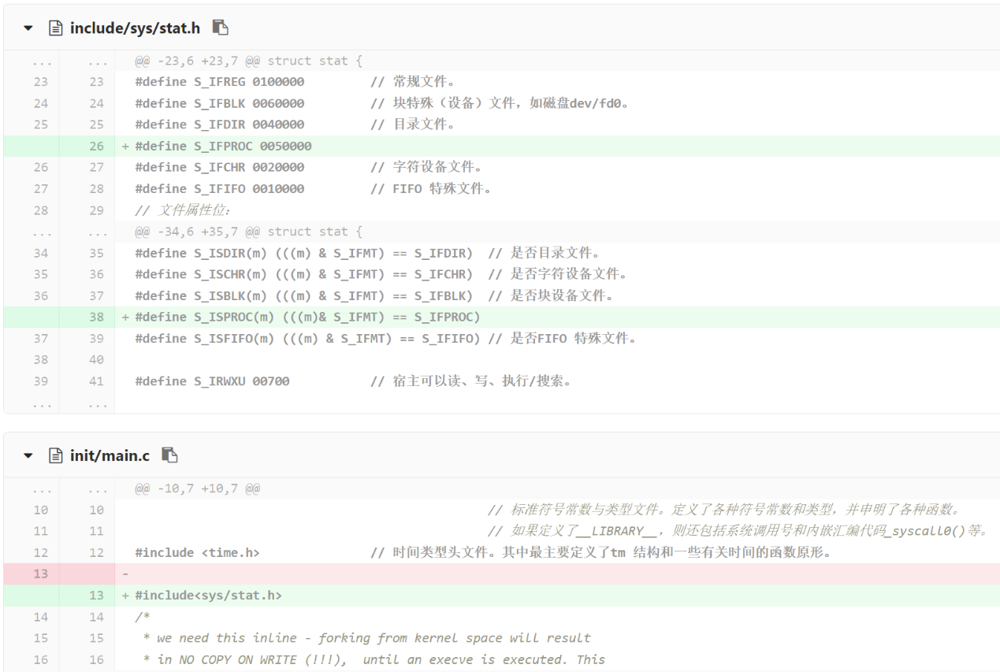 include/sys/stat.h
... ... @@ -23,6 +23,7 @@ struct stat {
23 23 #define S_IFREG 0100000 // 常规文件。
24 24 #define S_IFBLK 0060000 // 块特殊（设备）文件，如磁盘dev/fd0。
25 25 #define S_IFDIR 0040000 // 目录文件。
26 + #define S_IFPROC 0050000
26 27 #define S_IFCHR 0020000 // 字符设备文件。
27 28 #define S_IFIFO 0010000 // FIFO 特殊文件。
28 29 // 文件属性位：
... ... @@ -34,6 +35,7 @@ struct stat {
34 35 #define S_ISDIR(m) (((m) & S_IFMT) == S_IFDIR) // 是否目录文件。
35 36 #define S_ISCHR(m) (((m) & S_IFMT) == S_IFCHR) // 是否字符设备文件。
36 37 #define S_ISBLK(m) (((m) & S_IFMT) == S_IFBLK) // 是否块设备文件。
38 + #define S_ISPROC(m) (((m)& S_IFMT) == S_IFPROC)
37 39 #define S_ISFIFO(m) (((m) & S_IFMT) == S_IFIFO) // 是否FIFO 特殊文件。
38 40
39 41 #define S_IRWXU 00700 // 宿主可以读、写、执行/搜索。
... ...
init/main.c
... ... @@ -10,7 +10,7 @@
10 10 // 标准符号常数与类型文件。定义了各种符号常数和类型，并申明了各种函数。
11 11 // 如果定义了__LIBRARY__，则还包括系统调用号和内嵌汇编代码_syscall0()等。
12 12 #include <time.h> // 时间类型头文件。其中最主要定义了tm 结构和一些有关时间的函数原形。
13 -
13 + #include<sys/stat.h>
14 14 /*
15 15 * we need this inline - forking from kernel space will result
16 16 * in NO COPY ON WRITE (!!!), until an execve is executed. This